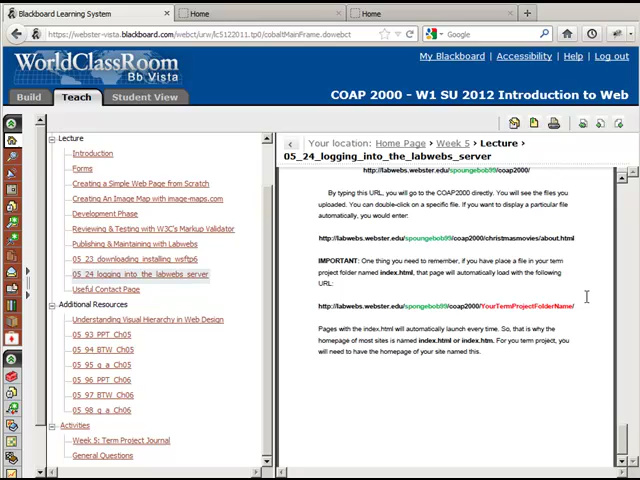 Blackboard Learning System
Home
Home
https://webster-vista.blackboard.com/webct/urw/lc5122011.tp0/cobaltMainFrame.dowebct
Google
My Blackboard | Accessibility | Help | Log out
WorldClassRoom
Bb Vista
Build
Teach
Student View
COAP 2000 - W1 SU 2012 Introduction to Web
Lecture
Introduction
Forms
Creating a Simple Web Page from Scratch
Creating An Image Map with image-maps.com
Development Phase
Reviewing & Testing with W3C's Markup Validator
Publishing & Maintaining with Labwebs
05_23_downloading_installing_wsftp6
05_24_logging_into_the_labwebs_server
Useful Contact Page
Additional Resources
Understanding Visual Hierarchy in Web Design
05_93_PPT_Ch05
05_94_BTW_Ch05
05_95_q_a_Ch05
05_96_PPT_Ch06
05_97_BTW_Ch06
05_98_q_a_Ch06
Activities
Week 5: Term Project Journal
General Questions
Your location: Home Page > Week 5 > Lecture >
05_24_logging_into_the_labwebs_server
http://labwebs.webster.edu/spoungebob99/coap2000/
By typing this URL, you will go to the COAP2000 directly. You will see the files you
uploaded. You can double-click on a specific file. If you want to display a particular file
automatically, you would enter:
http://labwebs.webster.edu/spoungebob99/coap2000/christmasmovies/about.html
IMPORTANT: One thing you need to remember, if you have place a file in your term
project folder named index.html, that page will automatically load with the following
URL:
http://labwebs.webster.edu/spoungebob99/coap2000/YourTermProjectFolderName/
Pages with the index.html will automatically launch every time. So, that is why the
homepage of most sites is named index.html or index.htm. For you term project, you
will need to have the homepage of your site named this.